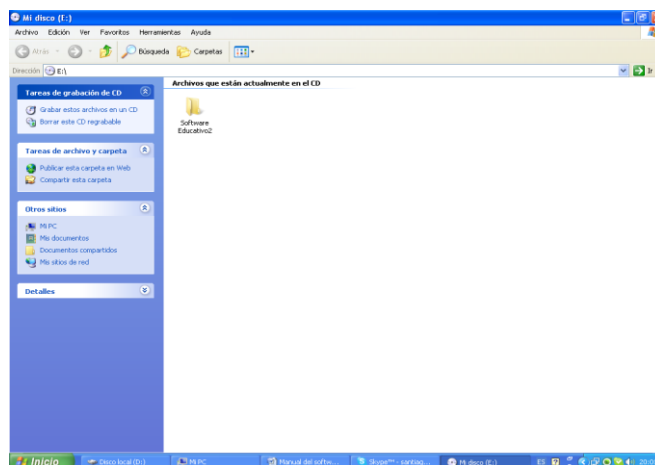 Mi disco (E:)
Archivo Edición Ver Favoritos Herramientas Ayuda
Atrás Búsqueda Carpetas
Dirección E:\ Ir
Archivos que están actualmente en el CD
Tareas de grabación de CD
Grabar estos archivos en un CD
Borrar este CD regrabable
Software
Educativo2
Tareas de archivo y carpeta
Publicar esta carpeta en Web
Compartir esta carpeta
Otros sitios
Mi PC
Mis documentos
Documentos compartidos
Mis sitios de red
Detalles
Inicio Disco local (D:) Mi PC Manual del softw... Skype™ - santiag... Mi disco (E:) ES